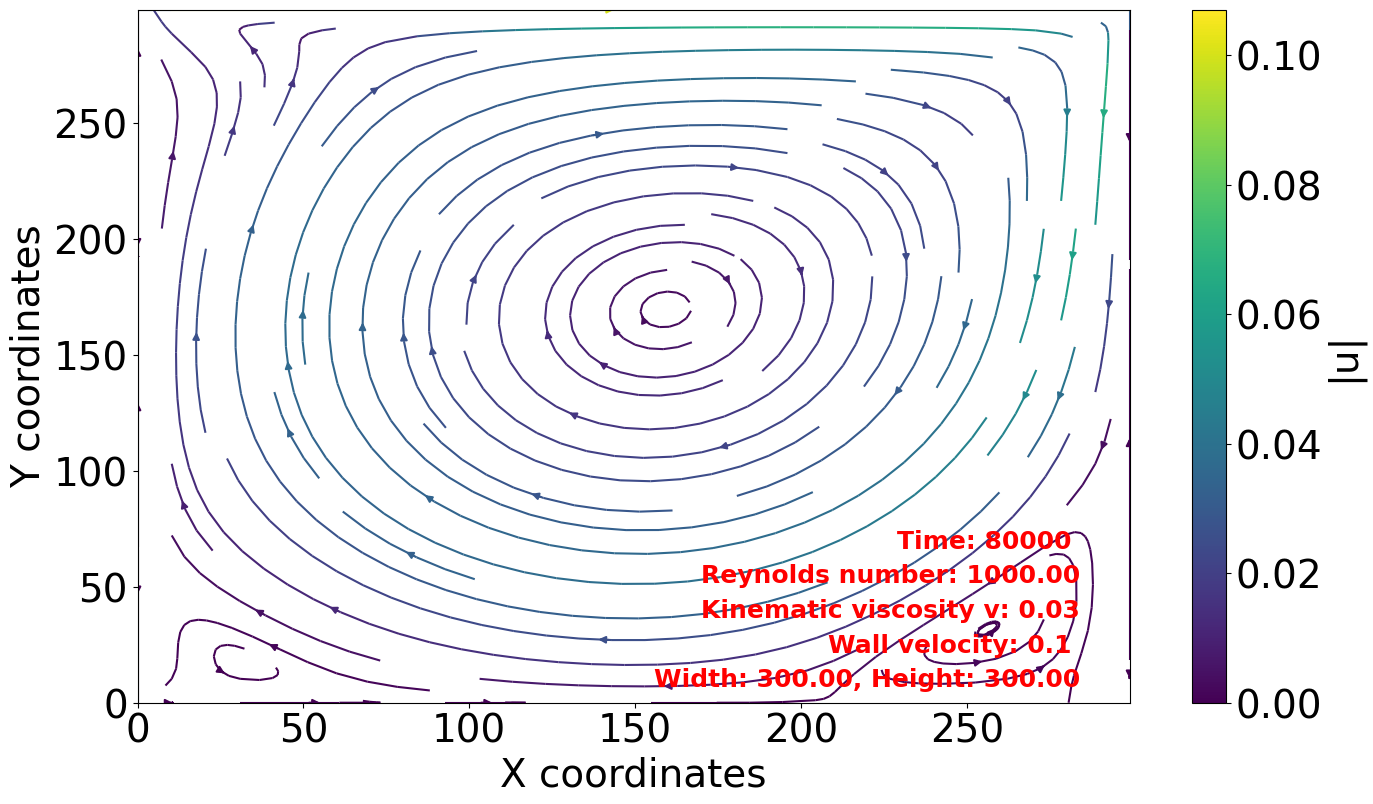 0.10
0.08
0.06
0.04
0.02
0.00
|u|
Y coordinates
250
200
150
100
50
0
Time: 80000
Reynolds number: 1000.00
Kinematic viscosity v: 0.03
Wall velocity: 0.1
Width: 300.00, Height: 300.00
0 50 100 150 200 250
X coordinates